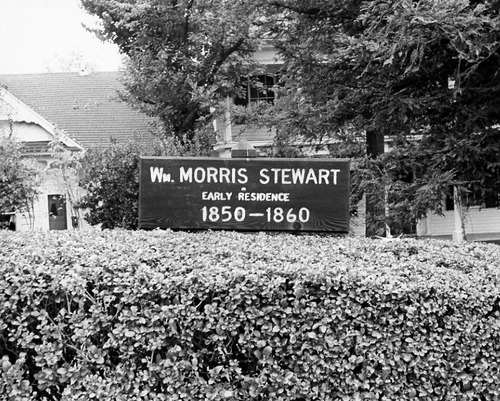 Wm. MORRIS STEWART
EARLY RESIDENCE
1850-1860